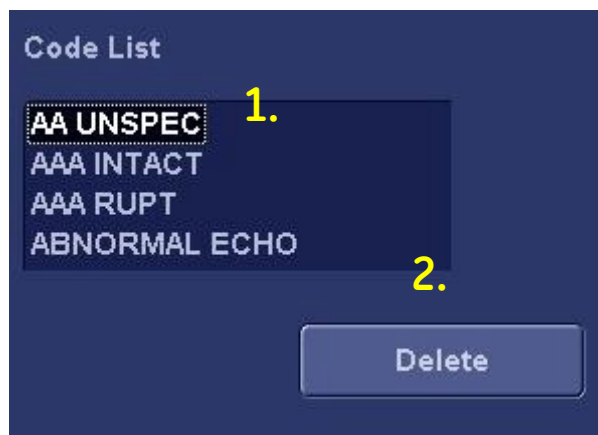 Code List
1.
AA UNSPEC
AAA INTACT
AAA RUPT
ABNORMAL ECHO
2.
Delete